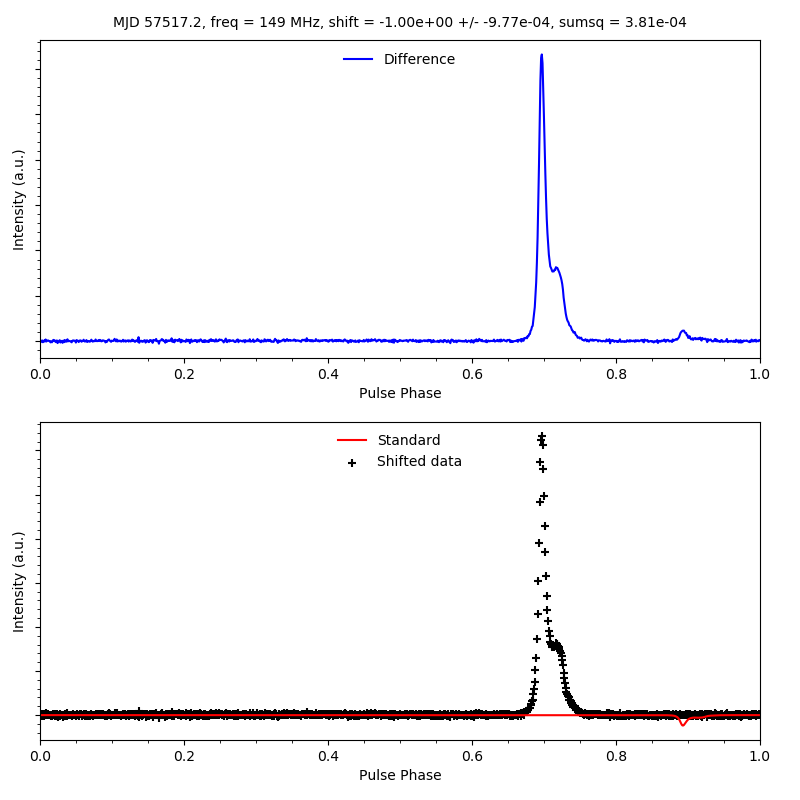 MJD 57517.2, freq = 149 MHz, shift = -1.00e+00 +/- -9.77e-04, sumsq = 3.81e-04
Difference
Intensity (a.u.)
0.0 0.2 0.4 0.6 0.8 1.0
Pulse Phase
Standard
Shifted data
Intensity (a.u.)
0.0 0.2 0.4 0.6 0.8 1.0
Pulse Phase